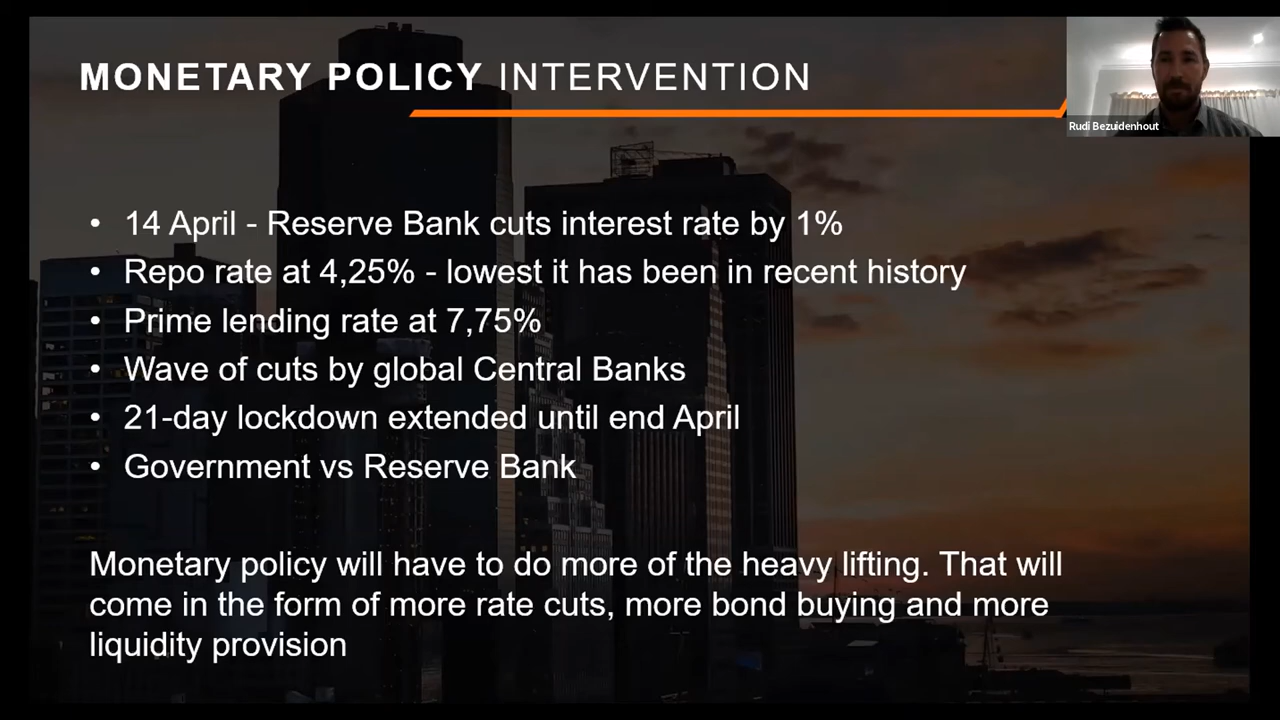 MONETARY POLICY INTERVENTION
Rudi Bezuidenhout
• 14 April - Reserve Bank cuts interest rate by 1%
• Repo rate at 4,25% - lowest it has been in recent history
• Prime lending rate at 7,75%
• Wave of cuts by global Central Banks
• 21-day lockdown extended until end April
• Government vs Reserve Bank
Monetary policy will have to do more of the heavy lifting. That will
come in the form of more rate cuts, more bond buying and more
liquidity provision